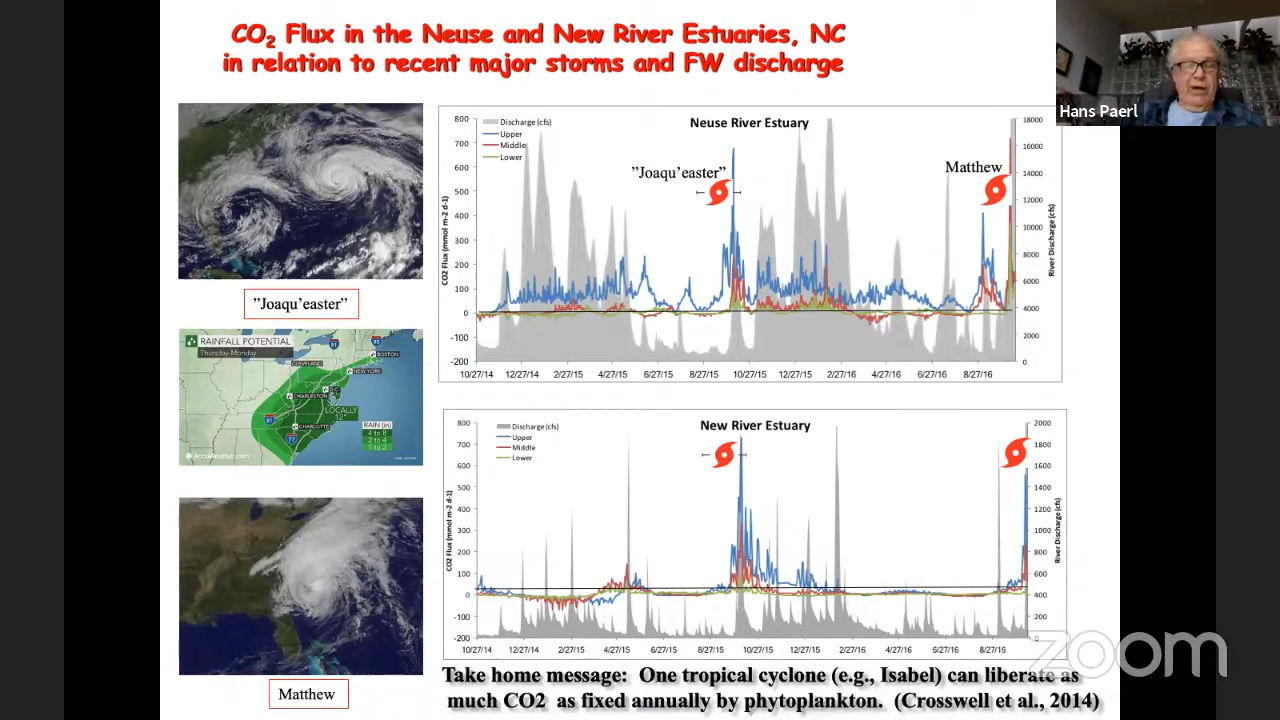 CO2 Flux in the Neuse and New River Estuaries, NC
in relation to recent major storms and FW discharge
Hans Paerl
”Joaqu’easter”
RAINFALL POTENTIAL
Thursday-Monday
BOSTON
CLEVELAND
NEW YORK
CHARLESTON
LOCALLY
12"
CHARLOTTE
RAIN (in)
4 to 8
2 to 4
1 to 2
AccuWeather.com
81
95
81
77
Matthew
Neuse River Estuary
Discharge (cfs)
Upper
Middle
Lower
”Joaqu’easter”
Matthew
CO2 Flux (mmol m-2 d-1)
800
700
600
500
400
300
200
100
0
-100
-200
River Discharge (cfs)
18000
16000
14000
12000
10000
8000
6000
4000
2000
0
10/27/14 12/27/14 2/27/15 4/27/15 6/27/15 8/27/15 10/27/15 12/27/15 2/27/16 4/27/16 6/27/16 8/27/16
New River Estuary
Discharge (cfs)
Upper
Middle
Lower
CO2 Flux (mmol m-2 d-1)
800
700
600
500
400
300
200
100
0
-100
-200
River Discharge (cfs)
2000
1800
1600
1400
1200
1000
800
600
400
200
0
10/27/14 12/27/14 2/27/15 4/27/15 6/27/15 8/27/15 10/27/15 12/27/15 2/27/16 4/27/16 6/27/16 8/27/16
zoom
Take home message: One tropical cyclone (e.g., Isabel) can liberate as
much CO2 as fixed annually by phytoplankton. (Crosswell et al., 2014)